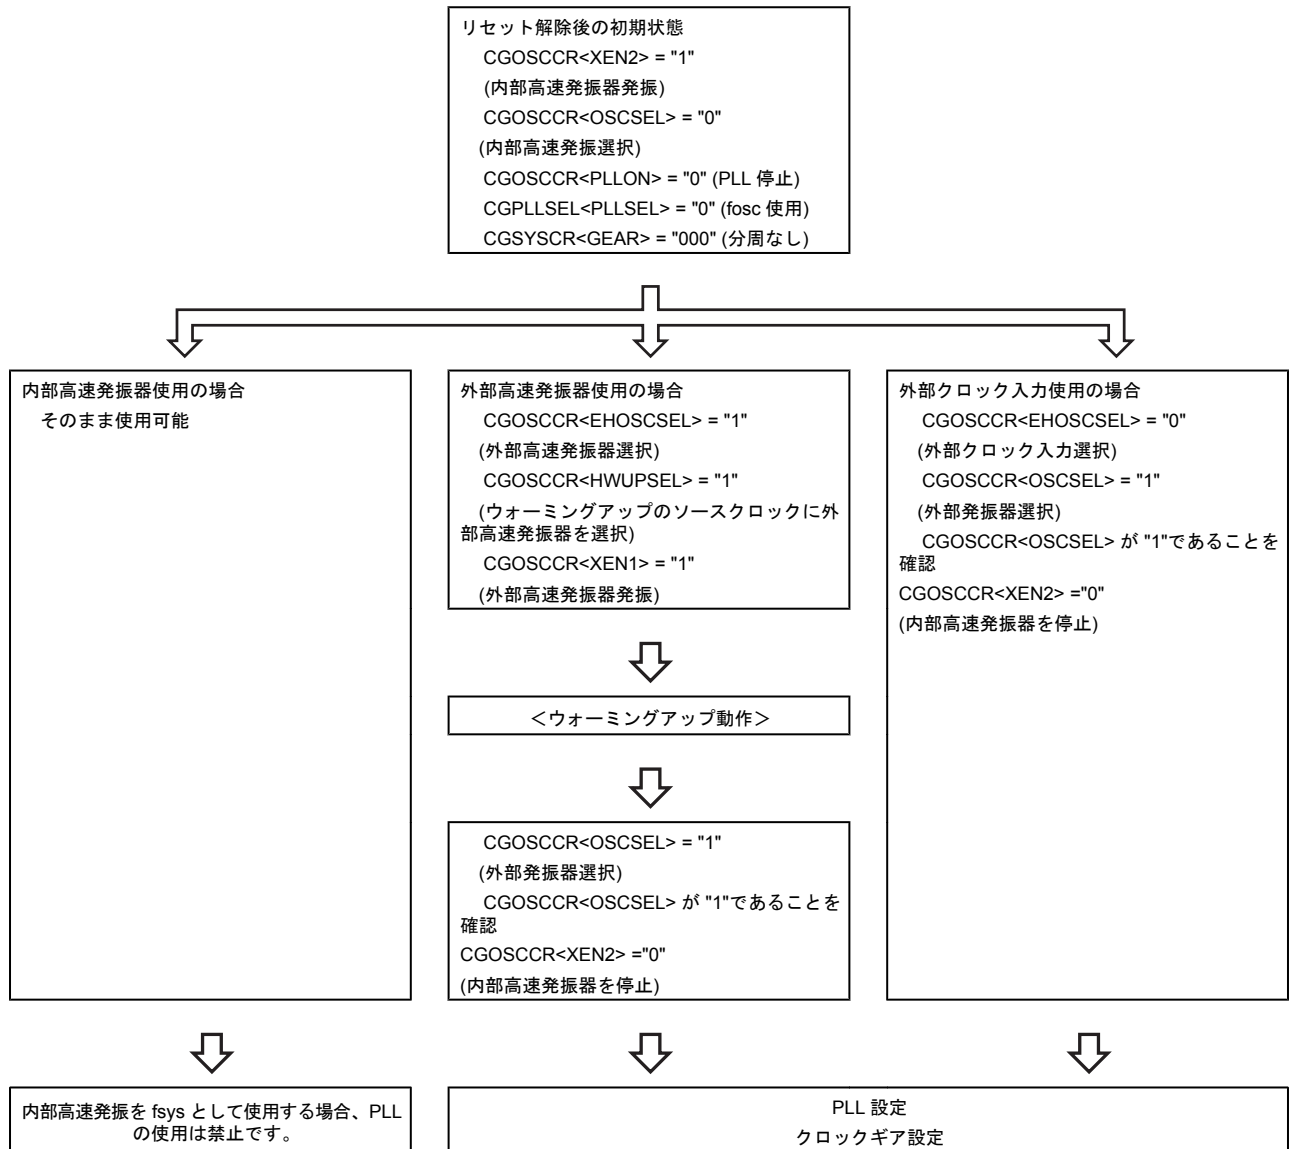 リセット解除後の初期状態
CGOSCCR<XEN2> = "1"
(内部高速発振器発振)
CGOSCCR<OSCSEL> = "0"
(内部高速発振選択)
CGOSCCR<PLLON> = "0" (PLL 停止)
CGPLLSEL<PLLSEL> = "0" (fosc 使用)
CGSYSCR<GEAR> = "000" (分周なし)
内部高速発振器使用の場合
そのまま使用可能
外部高速発振器使用の場合
CGOSCCR<EHOSCSEL> = "1"
(外部高速発振器選択)
CGOSCCR<HWUPSEL> = "1"
(ウォーミングアップのソースクロックに外
部高速発振器を選択)
CGOSCCR<XEN1> = "1"
(外部高速発振器発振)
<ウォーミングアップ動作>
CGOSCCR<OSCSEL> = "1"
(外部発振器選択)
CGOSCCR<OSCSEL> が "1"であることを
確認
CGOSCCR<XEN2> ="0"
(内部高速発振器を停止)
外部クロック入力使用の場合
CGOSCCR<EHOSCSEL> = "0"
(外部クロック入力選択)
CGOSCCR<OSCSEL> = "1"
(外部発振器選択)
CGOSCCR<OSCSEL> が "1"であることを
確認
CGOSCCR<XEN2> ="0"
(内部高速発振器を停止)
内部高速発振を fsys として使用する場合、PLL
の使用は禁止です。
PLL 設定
クロックギア設定